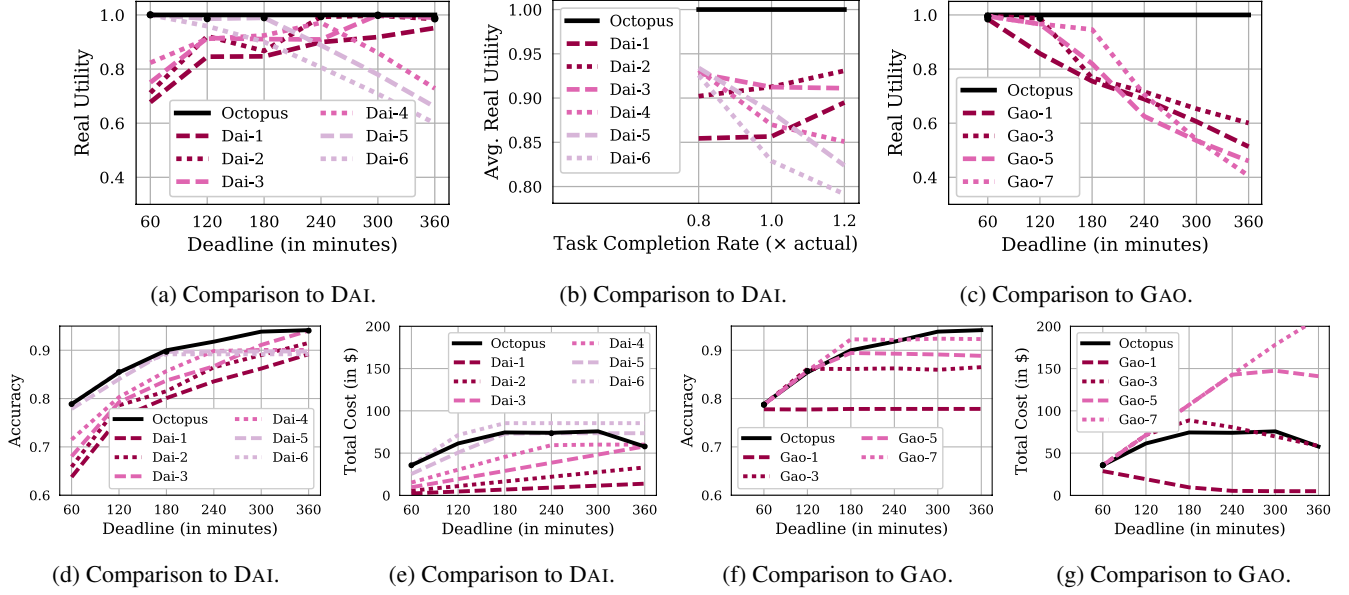 Real Utility
1.0
0.8
0.6
0.4
60 120 180 240 300 360
Deadline (in minutes)
Octopus
Dai-1
Dai-2
Dai-3
Dai-4
Dai-5
Dai-6
(a) Comparison to DAI.
Avg. Real Utility
1.00
0.95
0.90
0.85
0.80
0.8 1.0 1.2
Task Completion Rate (× actual)
Octopus
Dai-1
Dai-2
Dai-3
Dai-4
Dai-5
Dai-6
(b) Comparison to DAI.
Real Utility
1.0
0.8
0.6
0.4
60 120 180 240 300 360
Deadline (in minutes)
Octopus
Gao-1
Gao-3
Gao-5
Gao-7
(c) Comparison to GAO.
Accuracy
0.9
0.8
0.7
0.6
60 120 180 240 300 360
Deadline (in minutes)
Octopus
Dai-1
Dai-2
Dai-3
Dai-4
Dai-5
Dai-6
(d) Comparison to DAI.
Total Cost (in $)
200
150
100
50
0
60 120 180 240 300 360
Deadline (in minutes)
Octopus
Dai-1
Dai-2
Dai-3
Dai-4
Dai-5
Dai-6
(e) Comparison to DAI.
Accuracy
0.9
0.8
0.7
0.6
60 120 180 240 300 360
Deadline (in minutes)
Octopus
Gao-1
Gao-3
Gao-5
Gao-7
(f) Comparison to GAO.
Total Cost (in $)
200
150
100
50
0
60 120 180 240 300 360
Deadline (in minutes)
Octopus
Gao-1
Gao-3
Gao-5
Gao-7
(g) Comparison to GAO.